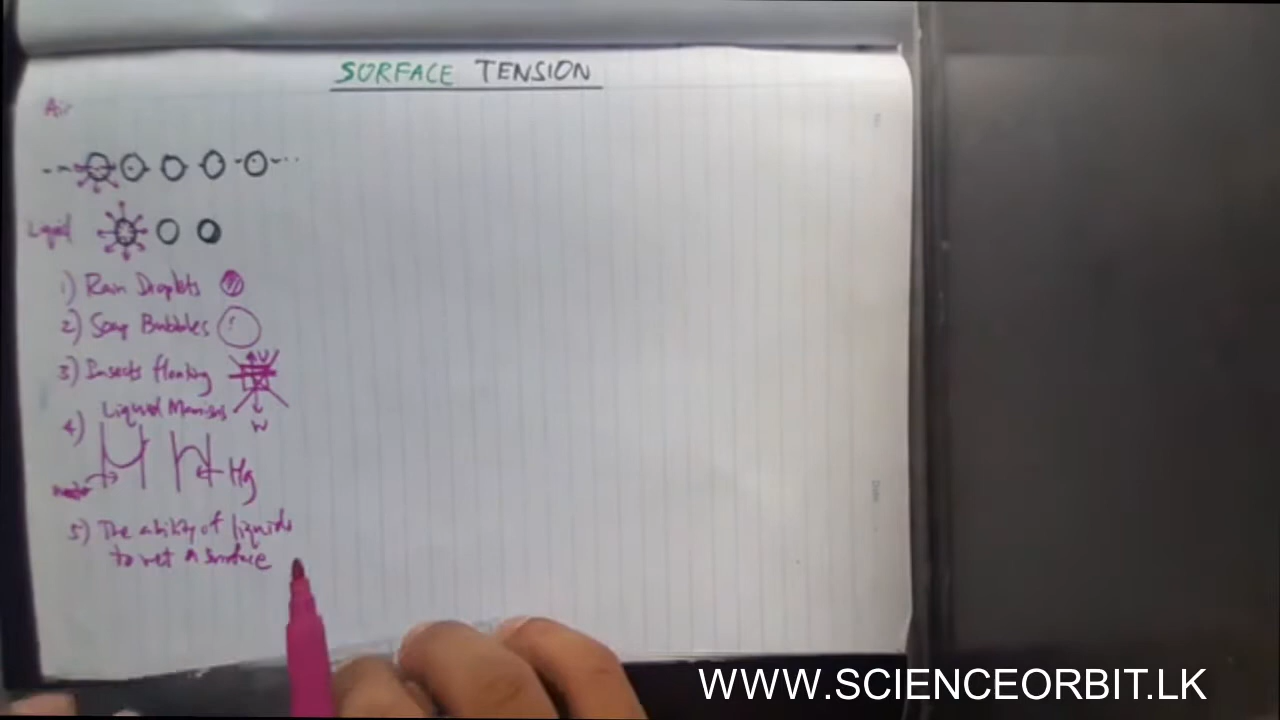 SURFACE TENSION
Air
Liquid
1) Rain Droplets
2) Soap Bubbles
3) Insects floating
U
4) Liquid Meniscus
W
Hg
water
5) The ability of liquids
to wet a surface
WWW.SCIENCEORBIT.LK